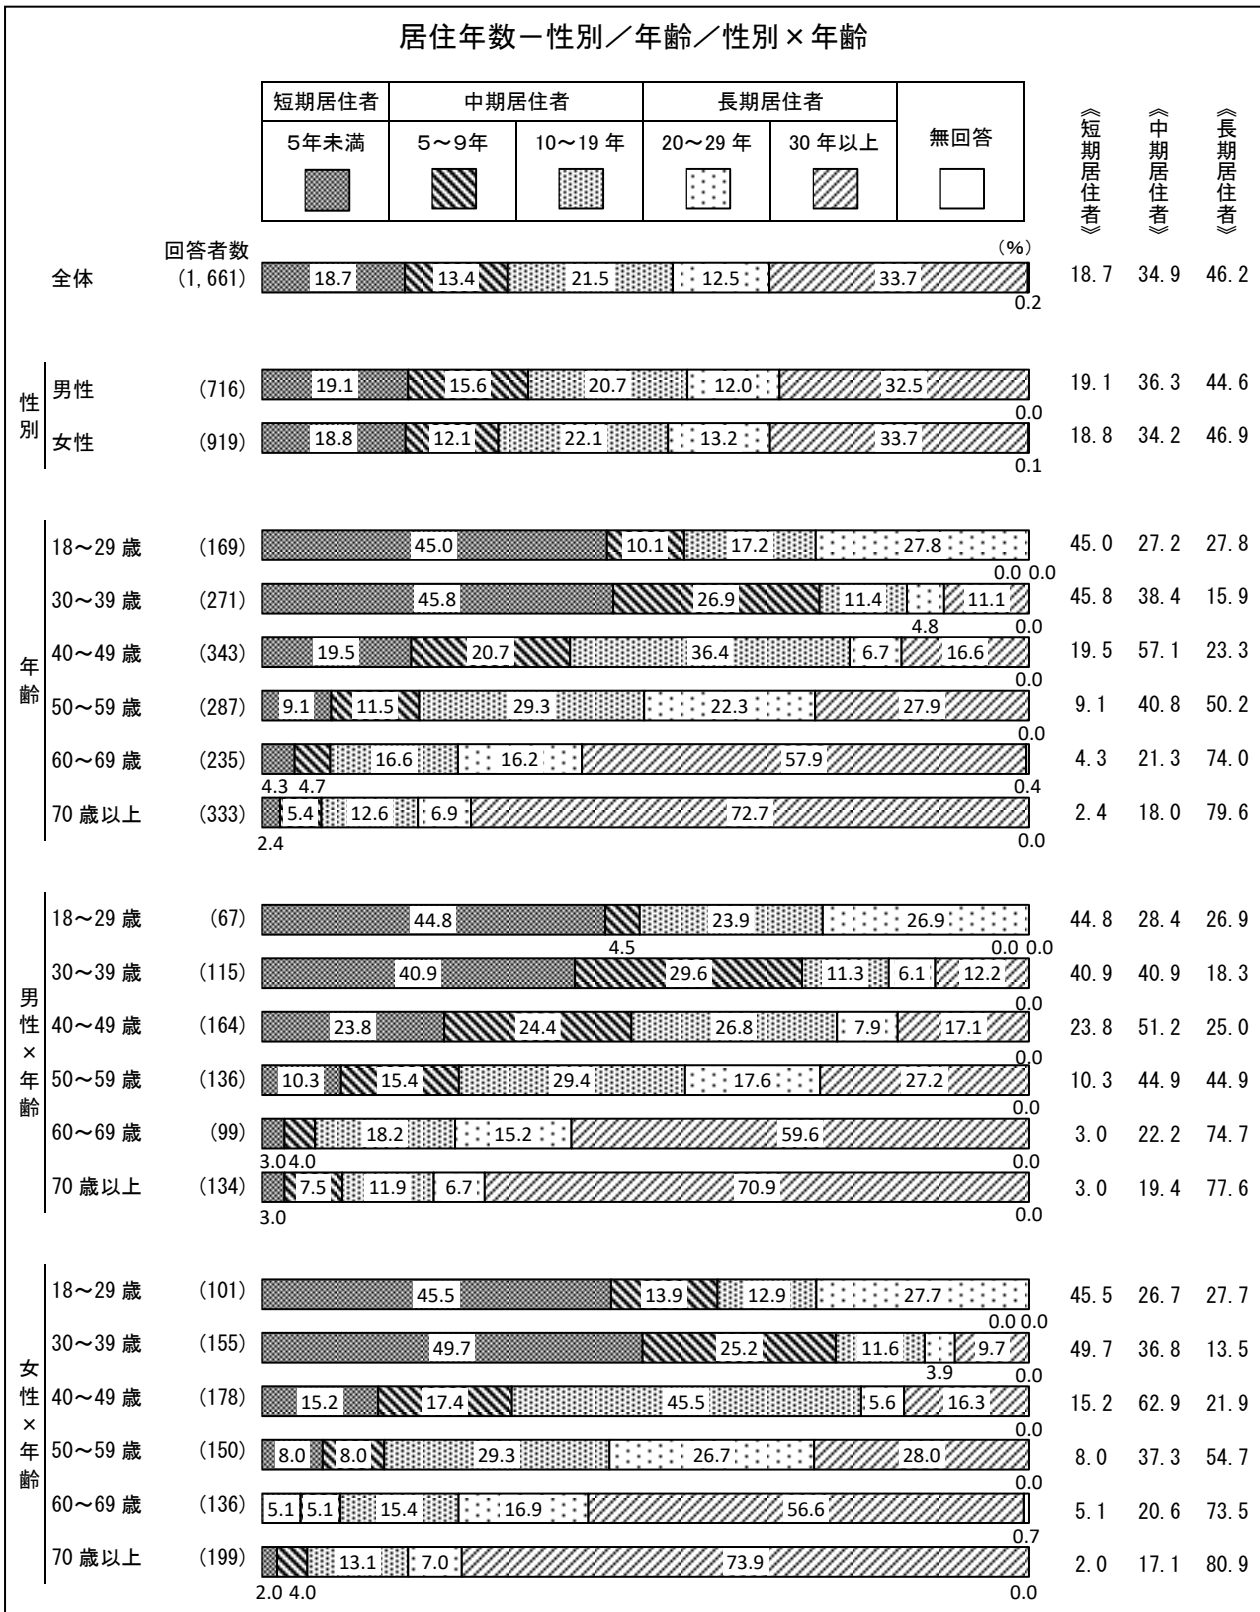 居住年数－性別／年齢／性別×年齢
短期居住者 中期居住者 長期居住者 無回答
5年未満 5～9年 10～19年 20～29年 30年以上
《短期居住者》 《中期居住者》 《長期居住者》
回答者数 (%)
全体 (1,661) 18.7 13.4 21.5 12.5 33.7 18.7 34.9 46.2
0.2
性別
男性 (716) 19.1 15.6 20.7 12.0 32.5 19.1 36.3 44.6
0.0
女性 (919) 18.8 12.1 22.1 13.2 33.7 18.8 34.2 46.9
0.1
年齢
18～29歳 (169) 45.0 10.1 17.2 27.8 45.0 27.2 27.8
0.0 0.0
30～39歳 (271) 45.8 26.9 11.4 11.1 45.8 38.4 15.9
4.8 0.0
40～49歳 (343) 19.5 20.7 36.4 6.7 16.6 19.5 57.1 23.3
0.0
50～59歳 (287) 9.1 11.5 29.3 22.3 27.9 9.1 40.8 50.2
0.0
60～69歳 (235) 16.6 16.2 57.9 4.3 21.3 74.0
4.3 4.7 0.4
70歳以上 (333) 5.4 12.6 6.9 72.7 2.4 18.0 79.6
2.4 0.0
男性×年齢
18～29歳 (67) 44.8 23.9 26.9 44.8 28.4 26.9
4.5 0.0 0.0
30～39歳 (115) 40.9 29.6 11.3 6.1 12.2 40.9 40.9 18.3
0.0
40～49歳 (164) 23.8 24.4 26.8 7.9 17.1 23.8 51.2 25.0
0.0
50～59歳 (136) 10.3 15.4 29.4 17.6 27.2 10.3 44.9 44.9
0.0
60～69歳 (99) 18.2 15.2 59.6 3.0 22.2 74.7
3.0 4.0 0.0
70歳以上 (134) 7.5 11.9 6.7 70.9 3.0 19.4 77.6
3.0 0.0
女性×年齢
18～29歳 (101) 45.5 13.9 12.9 27.7 45.5 26.7 27.7
0.0 0.0
30～39歳 (155) 49.7 25.2 11.6 9.7 49.7 36.8 13.5
3.9 0.0
40～49歳 (178) 15.2 17.4 45.5 5.6 16.3 15.2 62.9 21.9
0.0
50～59歳 (150) 8.0 8.0 29.3 26.7 28.0 8.0 37.3 54.7
0.0
60～69歳 (136) 5.1 5.1 15.4 16.9 56.6 5.1 20.6 73.5
0.7
70歳以上 (199) 13.1 7.0 73.9 2.0 17.1 80.9
2.0 4.0 0.0